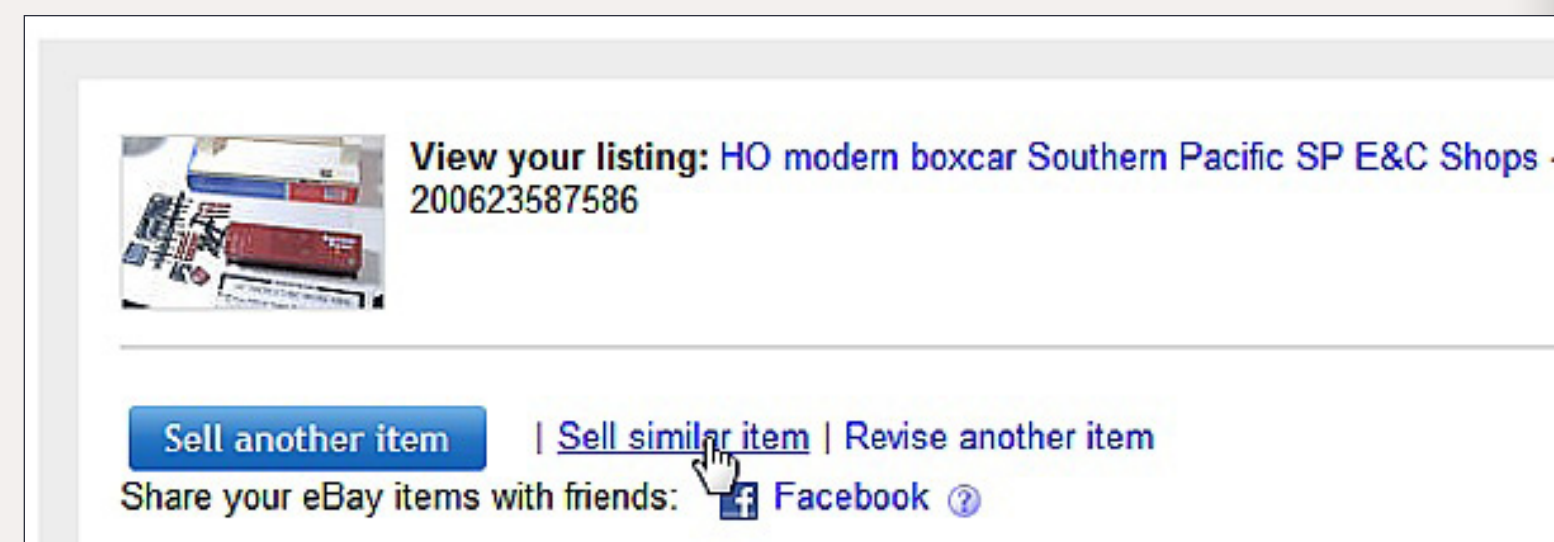 View your listing: HO modern boxcar Southern Pacific SP E&C Shops -
200623587586
Sell another item | Sell similar item | Revise another item
Share your eBay items with friends: Facebook ?